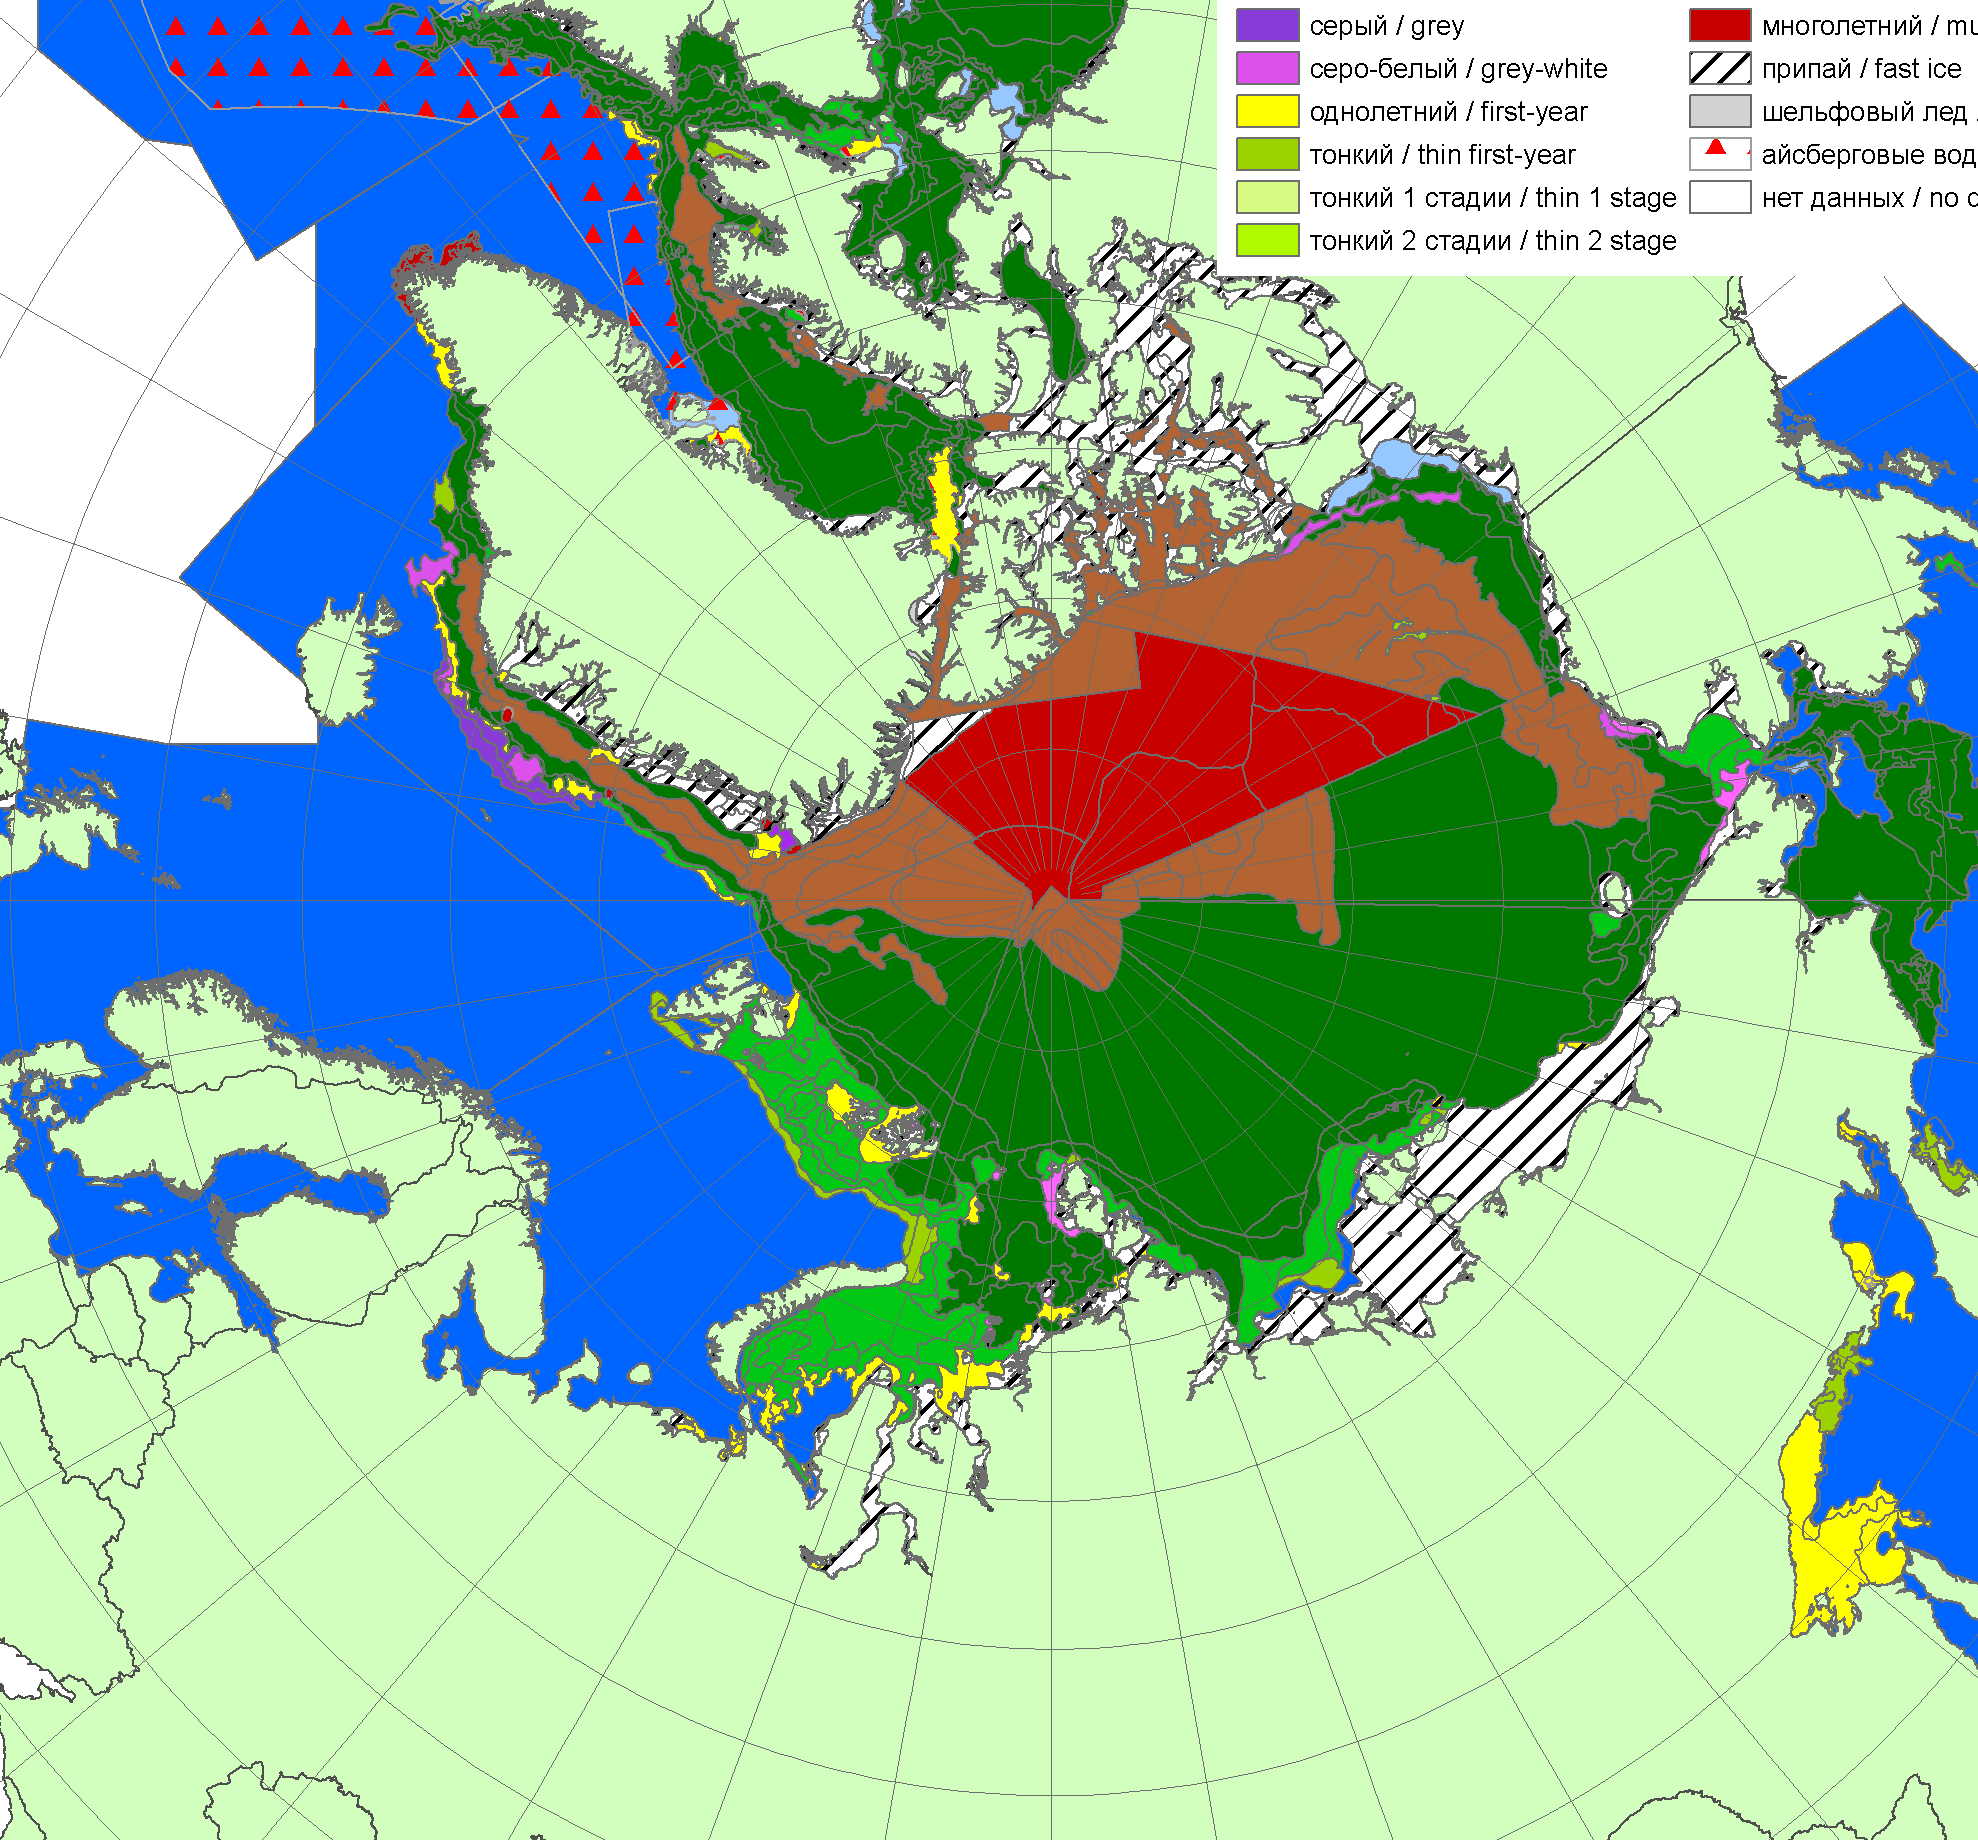 серый / grey
серо-белый / grey-white
однолетний / first-year
тонкий / thin first-year
тонкий 1 стадии / thin 1 stage
тонкий 2 стадии / thin 2 stage
многолетний / mu
припай / fast ice
шельфовый лед /
айсберговые вод
нет данных / no d